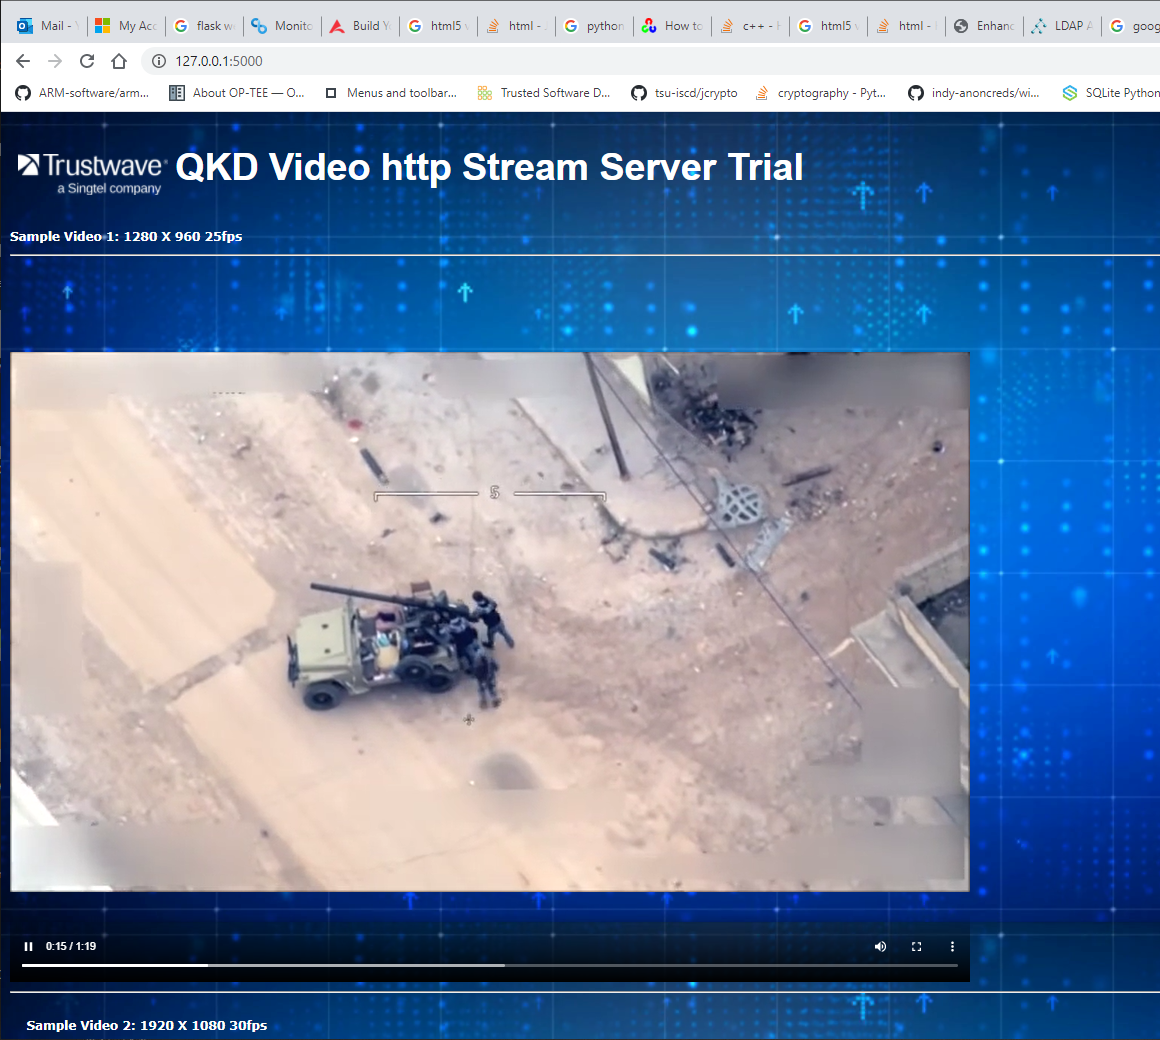 Mail - 
My Acc
flask w
Monito
Build Yo
html5 v
html - 
python
How to
c++ - 
html5 v
html - 
Enhanc
LDAP A
goog
127.0.0.1:5000
ARM-software/arm...
About OP-TEE — O...
Menus and toolbar...
Trusted Software D...
tsu-iscd/jcrypto
cryptography - Pyt...
indy-anoncreds/wi...
SQLite Python
Trustwave
a Singtel company
QKD Video http Stream Server Trial
Sample Video 1: 1280 X 960 25fps
5
0:15 / 1:19
Sample Video 2: 1920 X 1080 30fps